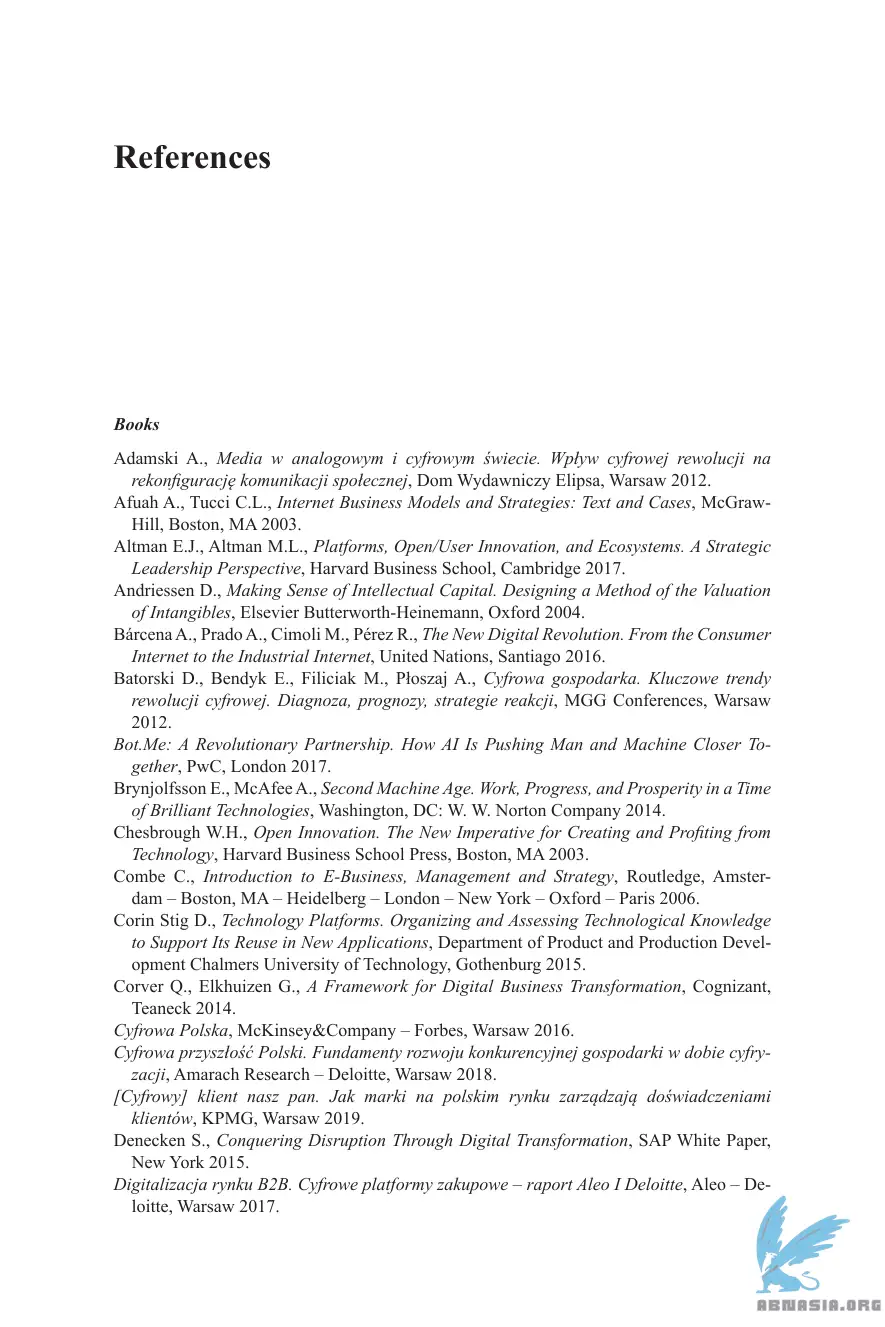 References
Books
Adamski A., Media w analogowym i cyfrowym świecie. Wpływ cyfrowej rewolucji na
rekonfigurację komunikacji społecznej, Dom Wydawniczy Elipsa, Warsaw 2012.
Afuah A., Tucci C.L., Internet Business Models and Strategies: Text and Cases, McGraw-
Hill, Boston, MA 2003.
Altman E.J., Altman M.L., Platforms, Open/User Innovation, and Ecosystems. A Strategic
Leadership Perspective, Harvard Business School, Cambridge 2017.
Andriessen D., Making Sense of Intellectual Capital. Designing a Method of the Valuation
of Intangibles, Elsevier Butterworth-Heinemann, Oxford 2004.
Bárcena A., Prado A., Cimoli M., Pérez R., The New Digital Revolution. From the Consumer
Internet to the Industrial Internet, United Nations, Santiago 2016.
Batorski D., Bendyk E., Filiciak M., Płoszaj A., Cyfrowa gospodarka. Kluczowe trendy
rewolucji cyfrowej. Diagnoza, prognozy, strategie reakcji, MGG Conferences, Warsaw
2012.
Bot.Me: A Revolutionary Partnership. How AI Is Pushing Man and Machine Closer To-
gether, PwC, London 2017.
Brynjolfsson E., McAfee A., Second Machine Age. Work, Progress, and Prosperity in a Time
of Brilliant Technologies, Washington, DC: W. W. Norton Company 2014.
Chesbrough W.H., Open Innovation. The New Imperative for Creating and Profiting from
Technology, Harvard Business School Press, Boston, MA 2003.
Combe C., Introduction to E-Business, Management and Strategy, Routledge, Amster-
dam – Boston, MA – Heidelberg – London – New York – Oxford – Paris 2006.
Corin Stig D., Technology Platforms. Organizing and Assessing Technological Knowledge
to Support Its Reuse in New Applications, Department of Product and Production Devel-
opment Chalmers University of Technology, Gothenburg 2015.
Corver Q., Elkhuizen G., A Framework for Digital Business Transformation, Cognizant,
Teaneck 2014.
Cyfrowa Polska, McKinsey&Company – Forbes, Warsaw 2016.
Cyfrowa przyszłość Polski. Fundamenty rozwoju konkurencyjnej gospodarki w dobie cyfry-
zacji, Amarach Research – Deloitte, Warsaw 2018.
[Cyfrowy] klient nasz pan. Jak marki na polskim rynku zarządzają doświadczeniami
klientów, KPMG, Warsaw 2019.
Denecken S., Conquering Disruption Through Digital Transformation, SAP White Paper,
New York 2015.
Digitalizacja rynku B2B. Cyfrowe platformy zakupowe – raport Aleo I Deloitte, Aleo – De-
loitte, Warsaw 2017.
ABNASIA.ORG